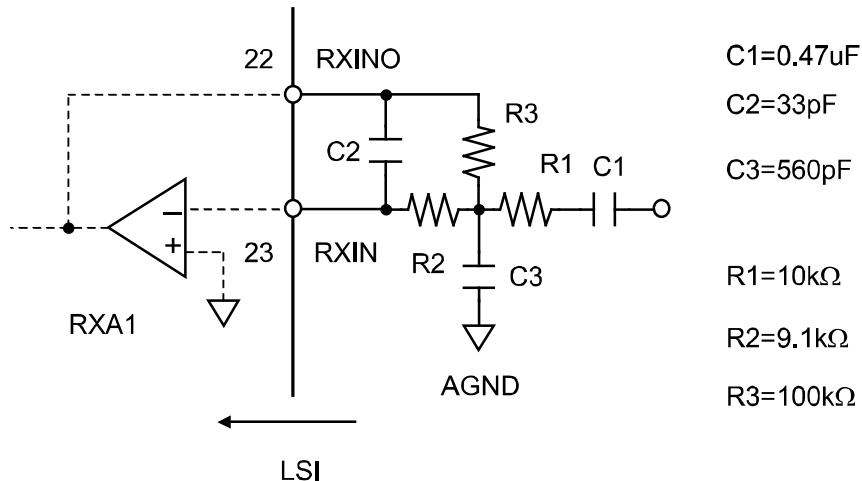 22
RXINO
C2
R3
R1
C1
23
RXIN
R2
C3
RXA1
AGND
LSI
C1=0.47uF
C2=33pF
C3=560pF
R1=10kΩ
R2=9.1kΩ
R3=100kΩ